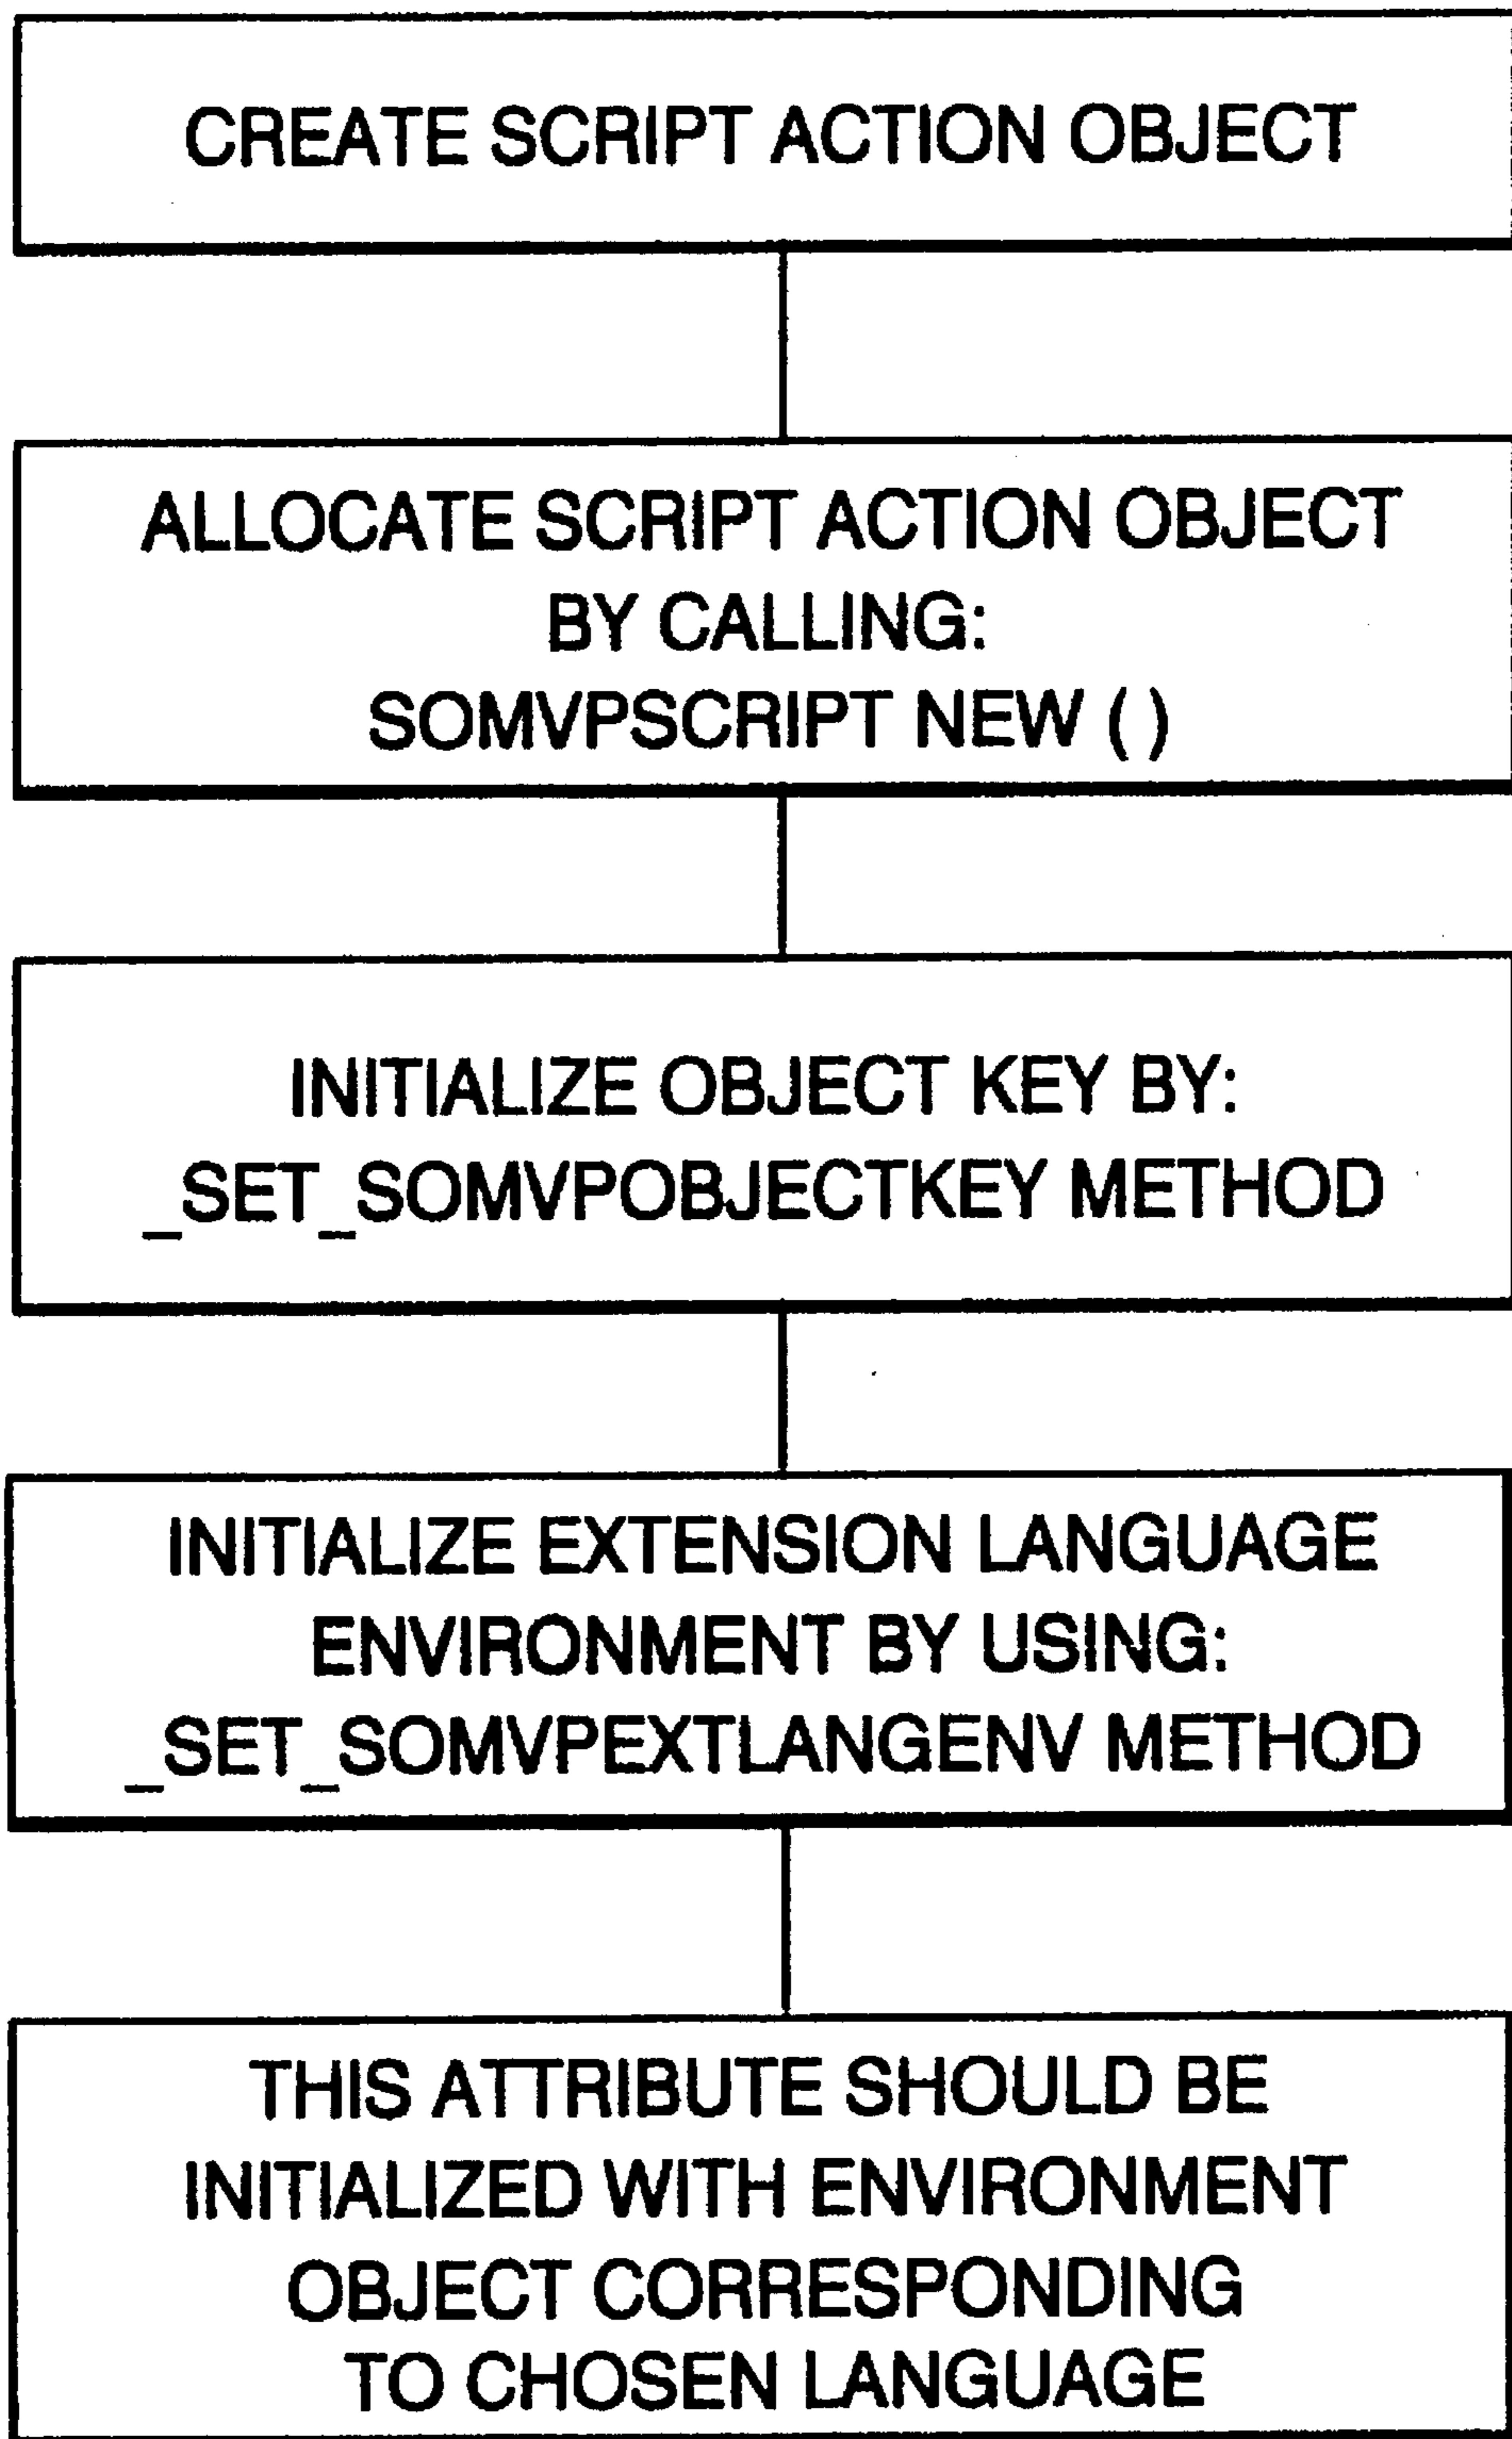 CREATE SCRIPT ACTION OBJECT
ALLOCATE SCRIPT ACTION OBJECT
BY CALLING:
SOMVPSCRIPT NEW ( )
INITIALIZE OBJECT KEY BY:
_SET_SOMVPOBJECTKEY METHOD
INITIALIZE EXTENSION LANGUAGE
ENVIRONMENT BY USING:
_SET_SOMVPEXTLANGENV METHOD
THIS ATTRIBUTE SHOULD BE
INITIALIZED WITH ENVIRONMENT
OBJECT CORRESPONDING
TO CHOSEN LANGUAGE